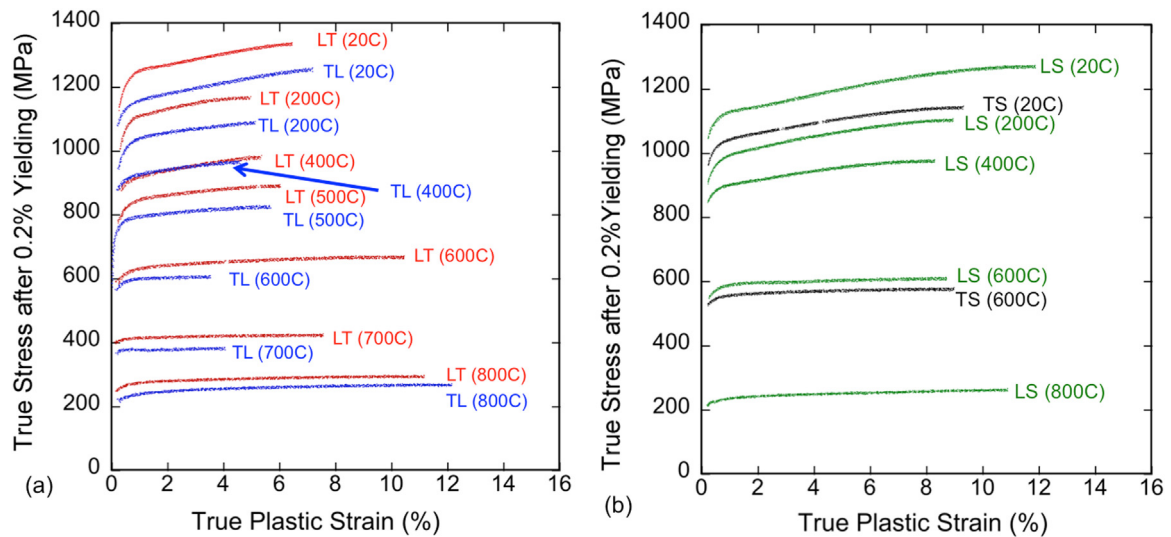 True Stress after 0.2% Yielding (MPa)
1400
1200
1000
800
600
400
200
0
LT (20C)
TL (20C)
LT (200C)
TL (200C)
LT (400C)
TL (400C)
LT (500C)
TL (500C)
LT (600C)
TL (600C)
LT (700C)
TL (700C)
LT (800C)
TL (800C)
0 2 4 6 8 10 12 14 16
True Plastic Strain (%)
(a)
True Stress after 0.2%Yielding (MPa)
1400
1200
1000
800
600
400
200
0
LS (20C)
TS (20C)
LS (200C)
LS (400C)
LS (600C)
TS (600C)
LS (800C)
0 2 4 6 8 10 12 14 16
True Plastic Strain (%)
(b)